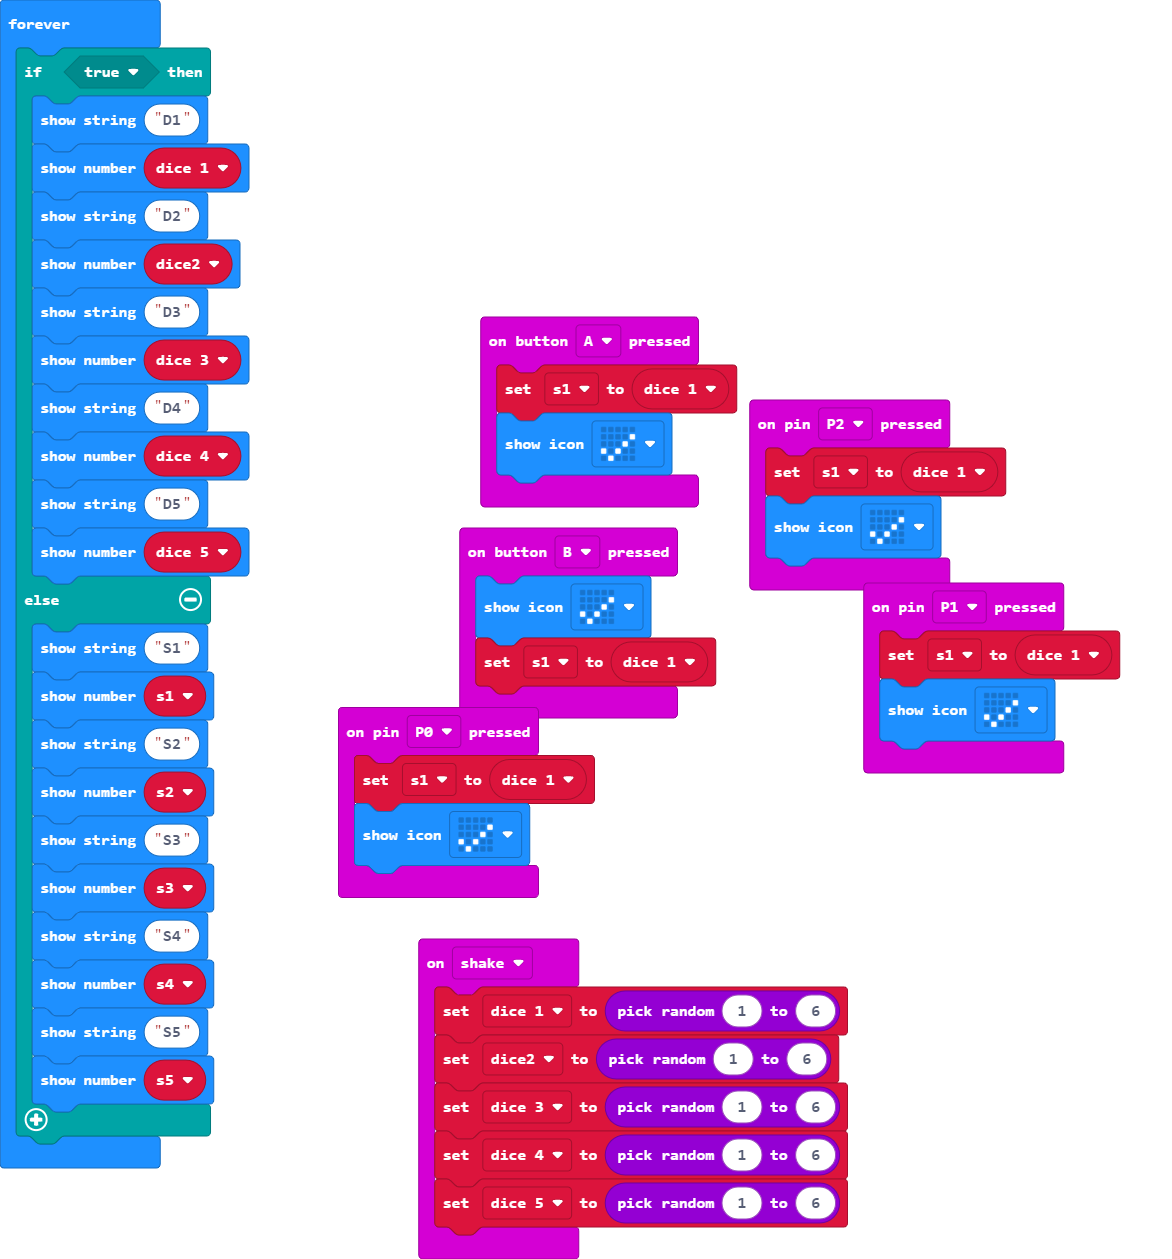 forever
if true then
show string "D1"
show number dice 1
show string "D2"
show number dice2
show string "D3"
show number dice 3
show string "D4"
show number dice 4
show string "D5"
show number dice 5
else
show string "S1"
show number s1
show string "S2"
show number s2
show string "S3"
show number s3
show string "S4"
show number s4
show string "S5"
show number s5
on button A pressed
set s1 to dice 1
show icon
on pin P2 pressed
set s1 to dice 1
show icon
on button B pressed
show icon
set s1 to dice 1
on pin P1 pressed
set s1 to dice 1
show icon
on pin P0 pressed
set s1 to dice 1
show icon
on shake
set dice 1 to pick random 1 to 6
set dice2 to pick random 1 to 6
set dice 3 to pick random 1 to 6
set dice 4 to pick random 1 to 6
set dice 5 to pick random 1 to 6